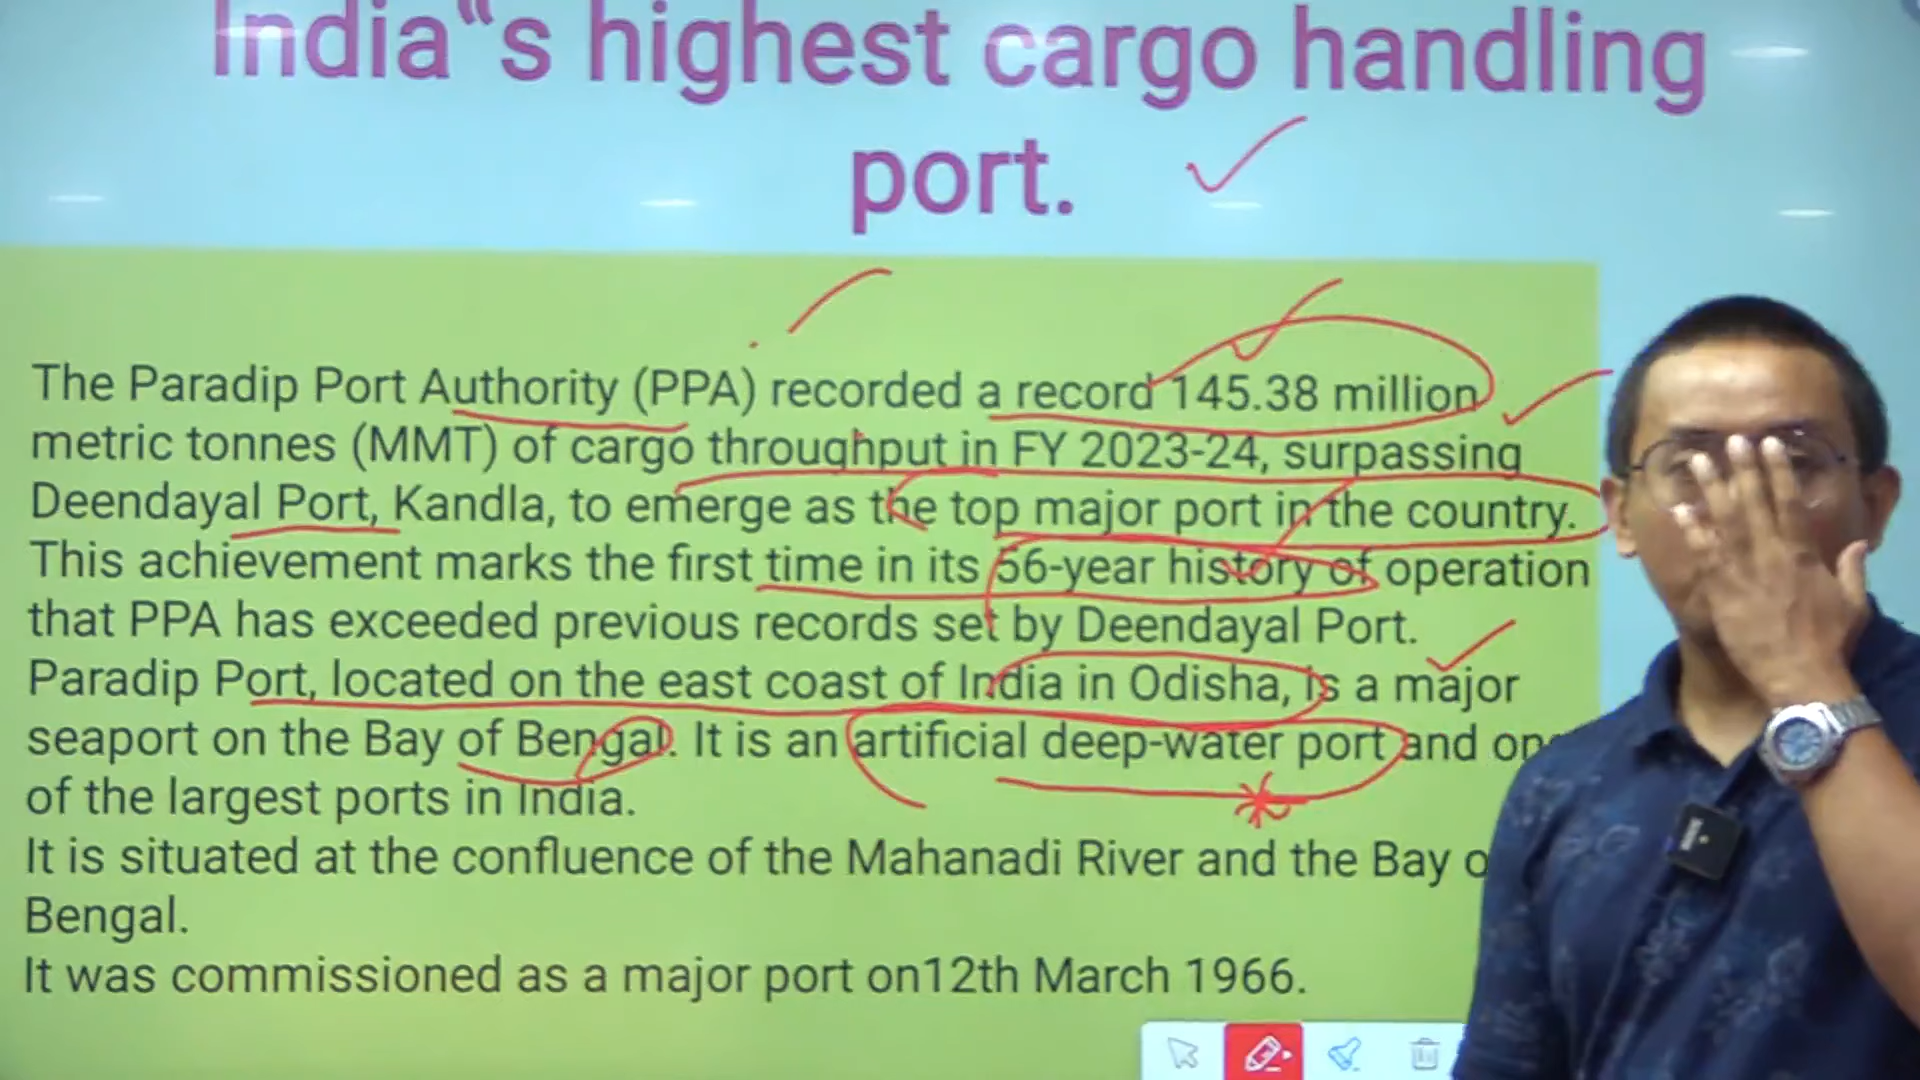 India‟s highest cargo handling
port.
The Paradip Port Authority (PPA) recorded a record 145.38 million
metric tonnes (MMT) of cargo throughput in FY 2023-24, surpassing
Deendayal Port, Kandla, to emerge as the top major port in the country.
This achievement marks the first time in its 56-year history of operation
that PPA has exceeded previous records set by Deendayal Port.
Paradip Port, located on the east coast of India in Odisha, is a major
seaport on the Bay of Bengal. It is an artificial deep-water port and on
of the largest ports in India.
It is situated at the confluence of the Mahanadi River and the Bay o
Bengal.
It was commissioned as a major port on12th March 1966.